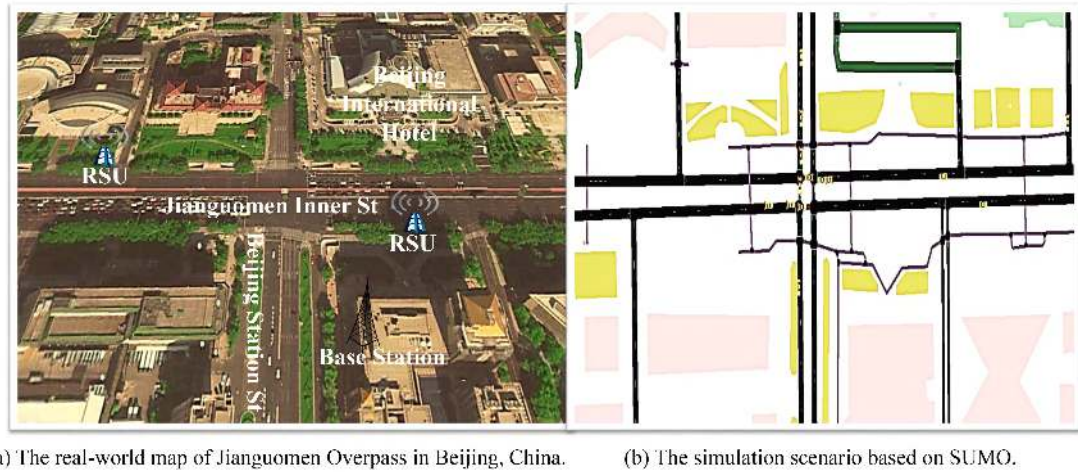 Beijing
International
Hotel
RSU
Jianguomen Inner St
RSU
Beijing Station St
Base Station
) The real-world map of Jianguomen Overpass in Beijing, China.
(b) The simulation scenario based on SUMO.